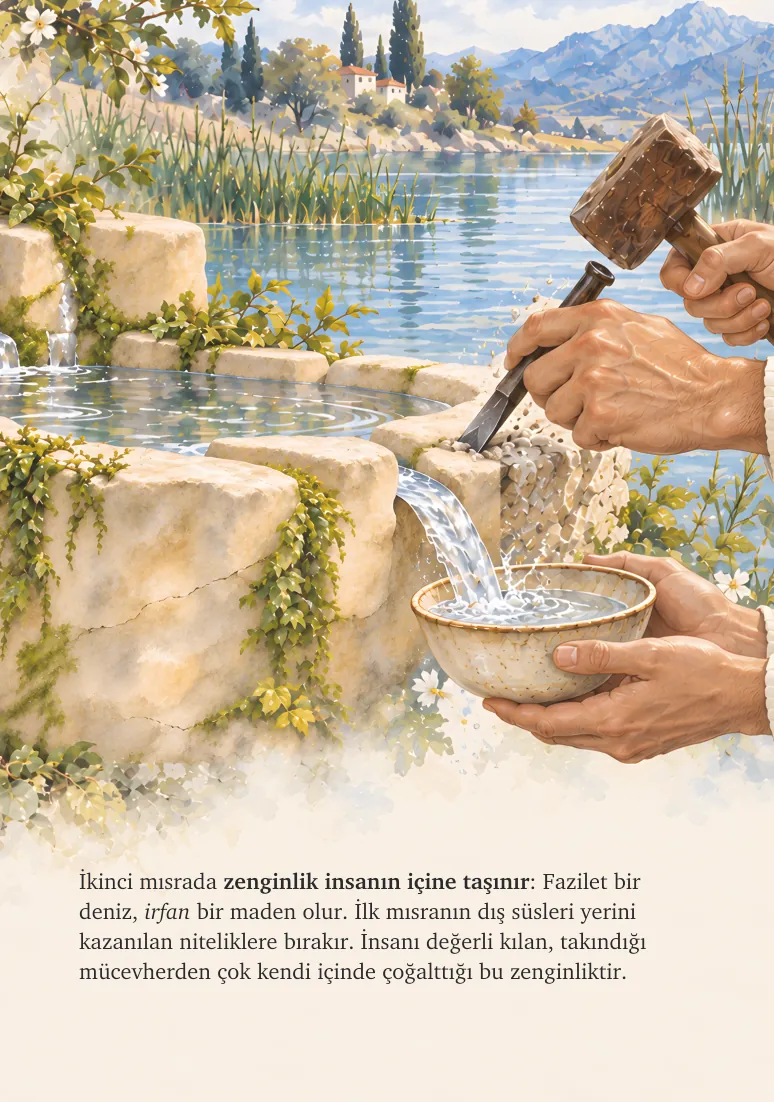 İkinci mısrada zenginlik insanın içine taşınır: Fazilet bir
deniz, irfan bir maden olur. İlk mısranın dış süsleri yerini
kazanılan niteliklere bırakır. İnsanı değerli kılan, takındığı
mücevherden çok kendi içinde çoğalttığı bu zenginliktir.